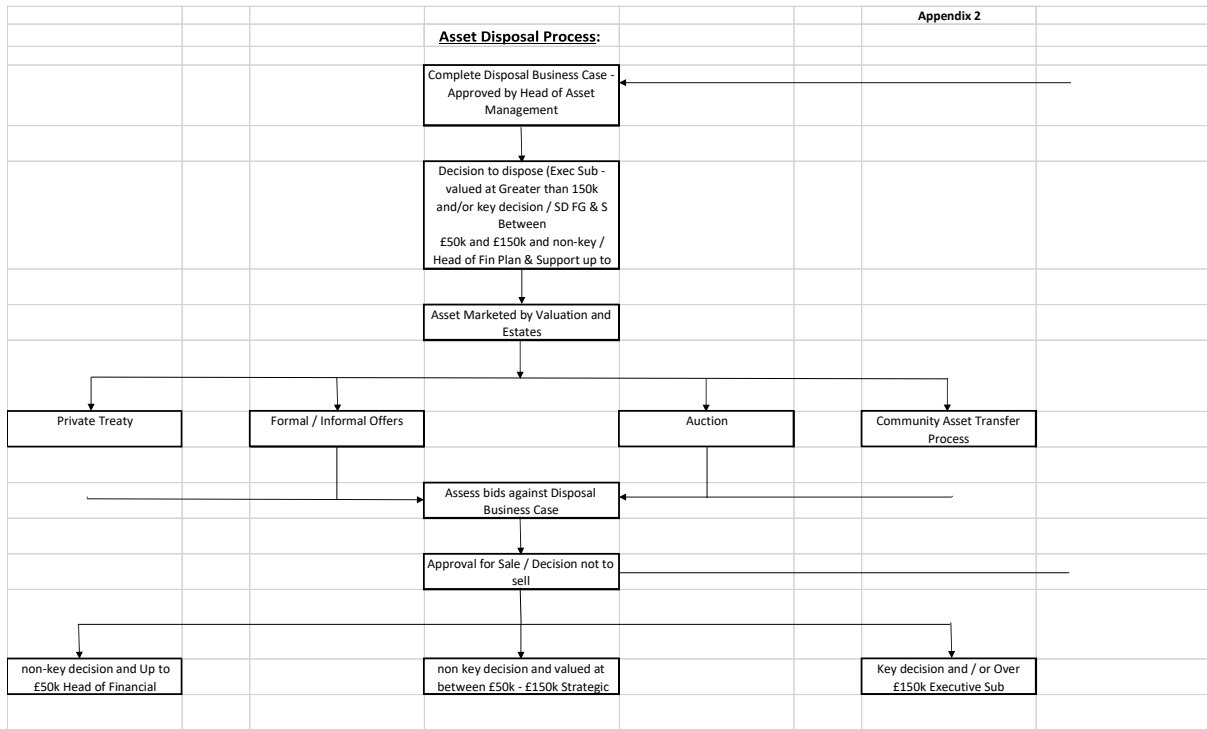 Appendix 2
Asset Disposal Process:
Complete Disposal Business Case -
Approved by Head of Asset
Management
Decision to dispose (Exec Sub -
valued at Greater than 150k
and/or key decision / SD FG & S
Between
£50k and £150k and non-key /
Head of Fin Plan & Support up to
Asset Marketed by Valuation and
Estates
Private Treaty
Formal / Informal Offers
Auction
Community Asset Transfer
Process
Assess bids against Disposal
Business Case
Approval for Sale / Decision not to
sell
non-key decision and Up to
£50k Head of Financial
non key decision and valued at
between £50k - £150k Strategic
Key decision and / or Over
£150k Executive Sub